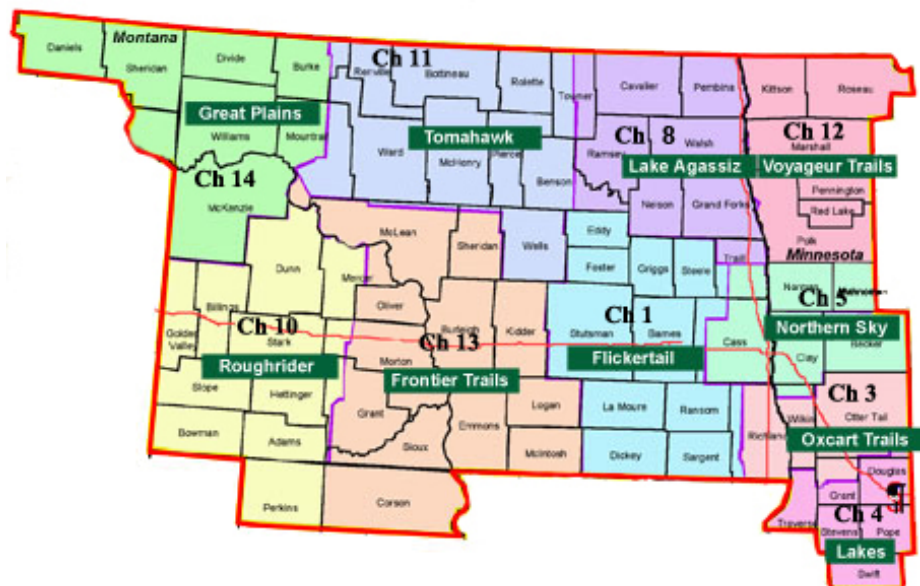 Daniels
Montana
Sheridan
Divide
Burke
Renville
Ch 11
Bottineau
Rolette
Towner
Cavalier
Pembina
Kittson
Roseau
Great Plains
Williams
Mountrail
Ward
Tomahawk
McHenry
Pierce
Benson
Ramsey
Ch 8
Walsh
Lake Agassiz
Ch 12
Marshall
Voyageur Trails
Pennington
Red Lake
Polk
Minnesota
Ch 14
McKenzie
Nelson
Grand Forks
McLean
Sheridan
Wells
Eddy
Foster
Griggs
Steele
Traill
Norman
Ch 5
Northern Sky
Becker
Clay
Dunn
Mercer
Oliver
Billings
Golden
Valley
Ch 10
Stark
Roughrider
Burleigh
Ch 13
Kidder
Morton
Frontier Trails
Stutsman
Ch 1
Barnes
Flickertail
Cass
Slope
Hettinger
Bowman
Adams
Grant
Sioux
Emmons
Logan
McIntosh
La Moure
Ransom
Dickey
Sargent
Richland
Wilkin
Ch 3
Otter Tail
Oxcart Trails
Douglas
Grant
Ch 4
Traverse
Stevens
Pope
Lakes
Swift
Perkins
Corson